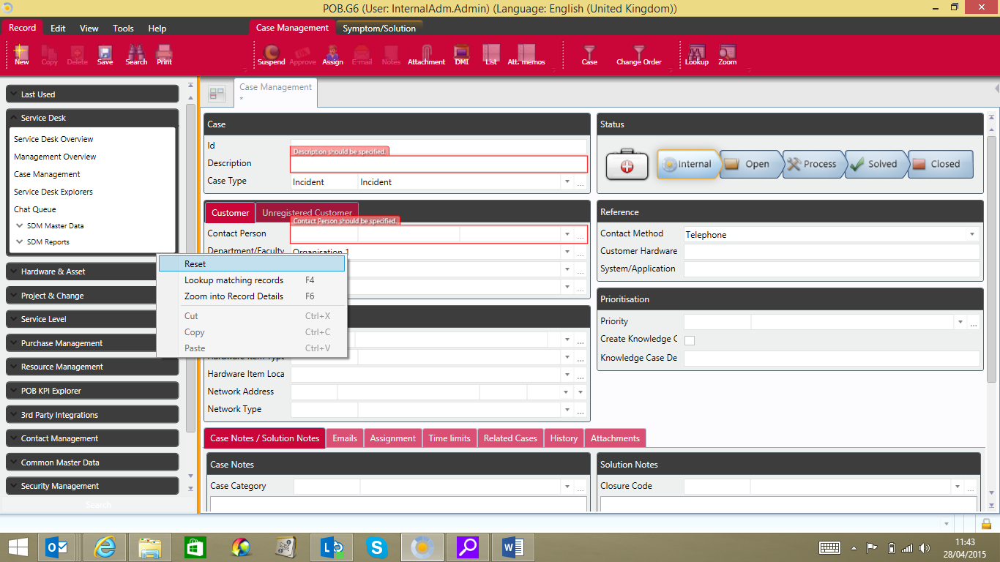 POB.G6 (User: InternalAdm.Admin) (Language: English (United Kingdom))
Record Edit View Tools Help Case Management Symptom/Solution
New Copy Delete Save Search Print Suspend Approve Assign E-mail Notes Attachment DMI List Att. memos Case Change Order Lookup Zoom
Last Used
Service Desk
Service Desk Overview
Management Overview
Case Management
Service Desk Explorers
Chat Queue
SDM Master Data
SDM Reports
Hardware & Asset
Project & Change
Service Level
Purchase Management
Resource Management
POB KPI Explorer
3rd Party Integrations
Contact Management
Common Master Data
Security Management
Search
Case Management
*
Case
Id
Description should be specified.
Description
Case Type Incident Incident
Customer Unregistered Customer
Contact Person should be specified.
Contact Person
Department/Faculty Organisation 1
Reset
Lookup matching records F4
Zoom into Record Details F6
Cut Ctrl+X
Copy Ctrl+C
Paste Ctrl+V
Hardware Item Type
Hardware Item Loca
Network Address
Network Type
Status
Internal Open Process Solved Closed
Reference
Contact Method Telephone
Customer Hardware
System/Application
Prioritisation
Priority
Create Knowledge C
Knowledge Case De
Case Notes / Solution Notes Emails Assignment Time limits Related Cases History Attachments
Case Notes
Case Category
Solution Notes
Closure Code
11:43
28/04/2015